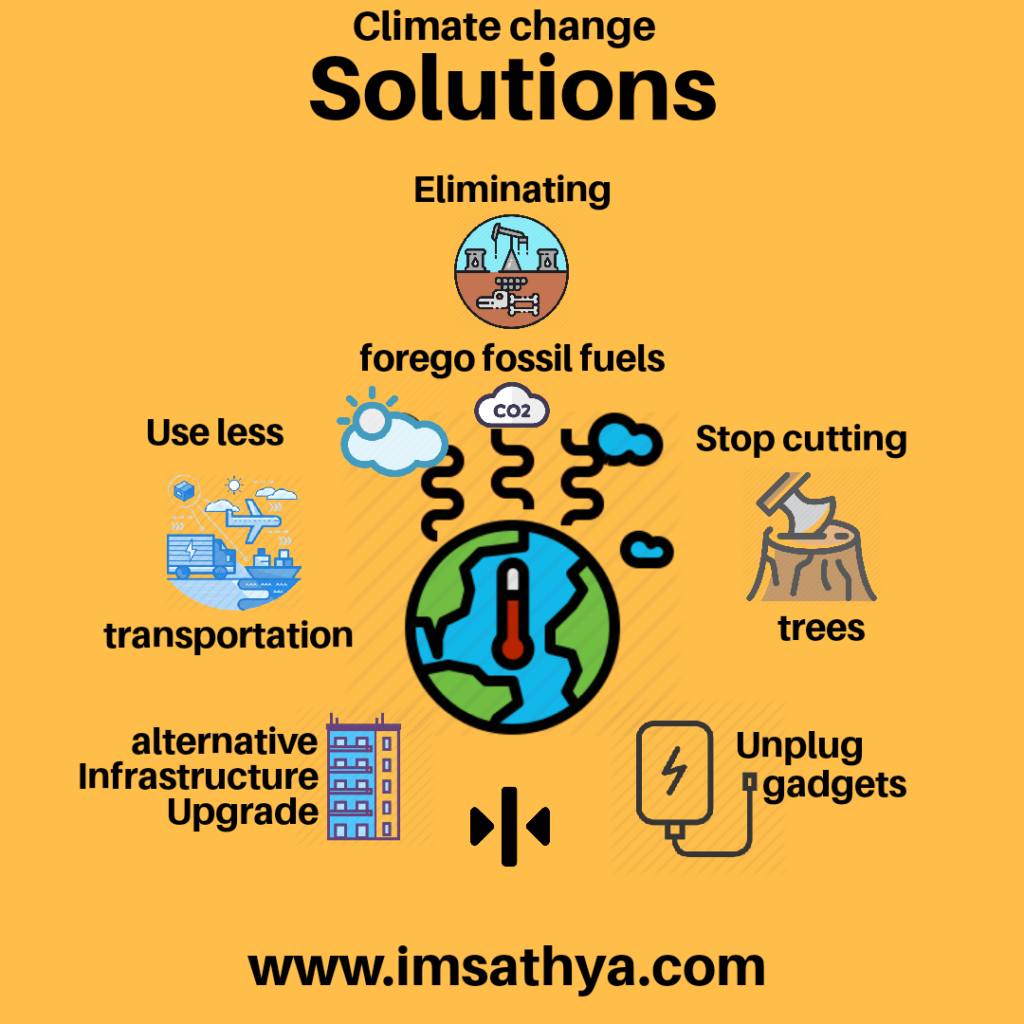 Climate change
Solutions
Eliminating
forego fossil fuels
CO2
Use less
transportation
Stop cutting
trees
alternative
Infrastructure
Upgrade
Unplug
gadgets
www.imsathya.com